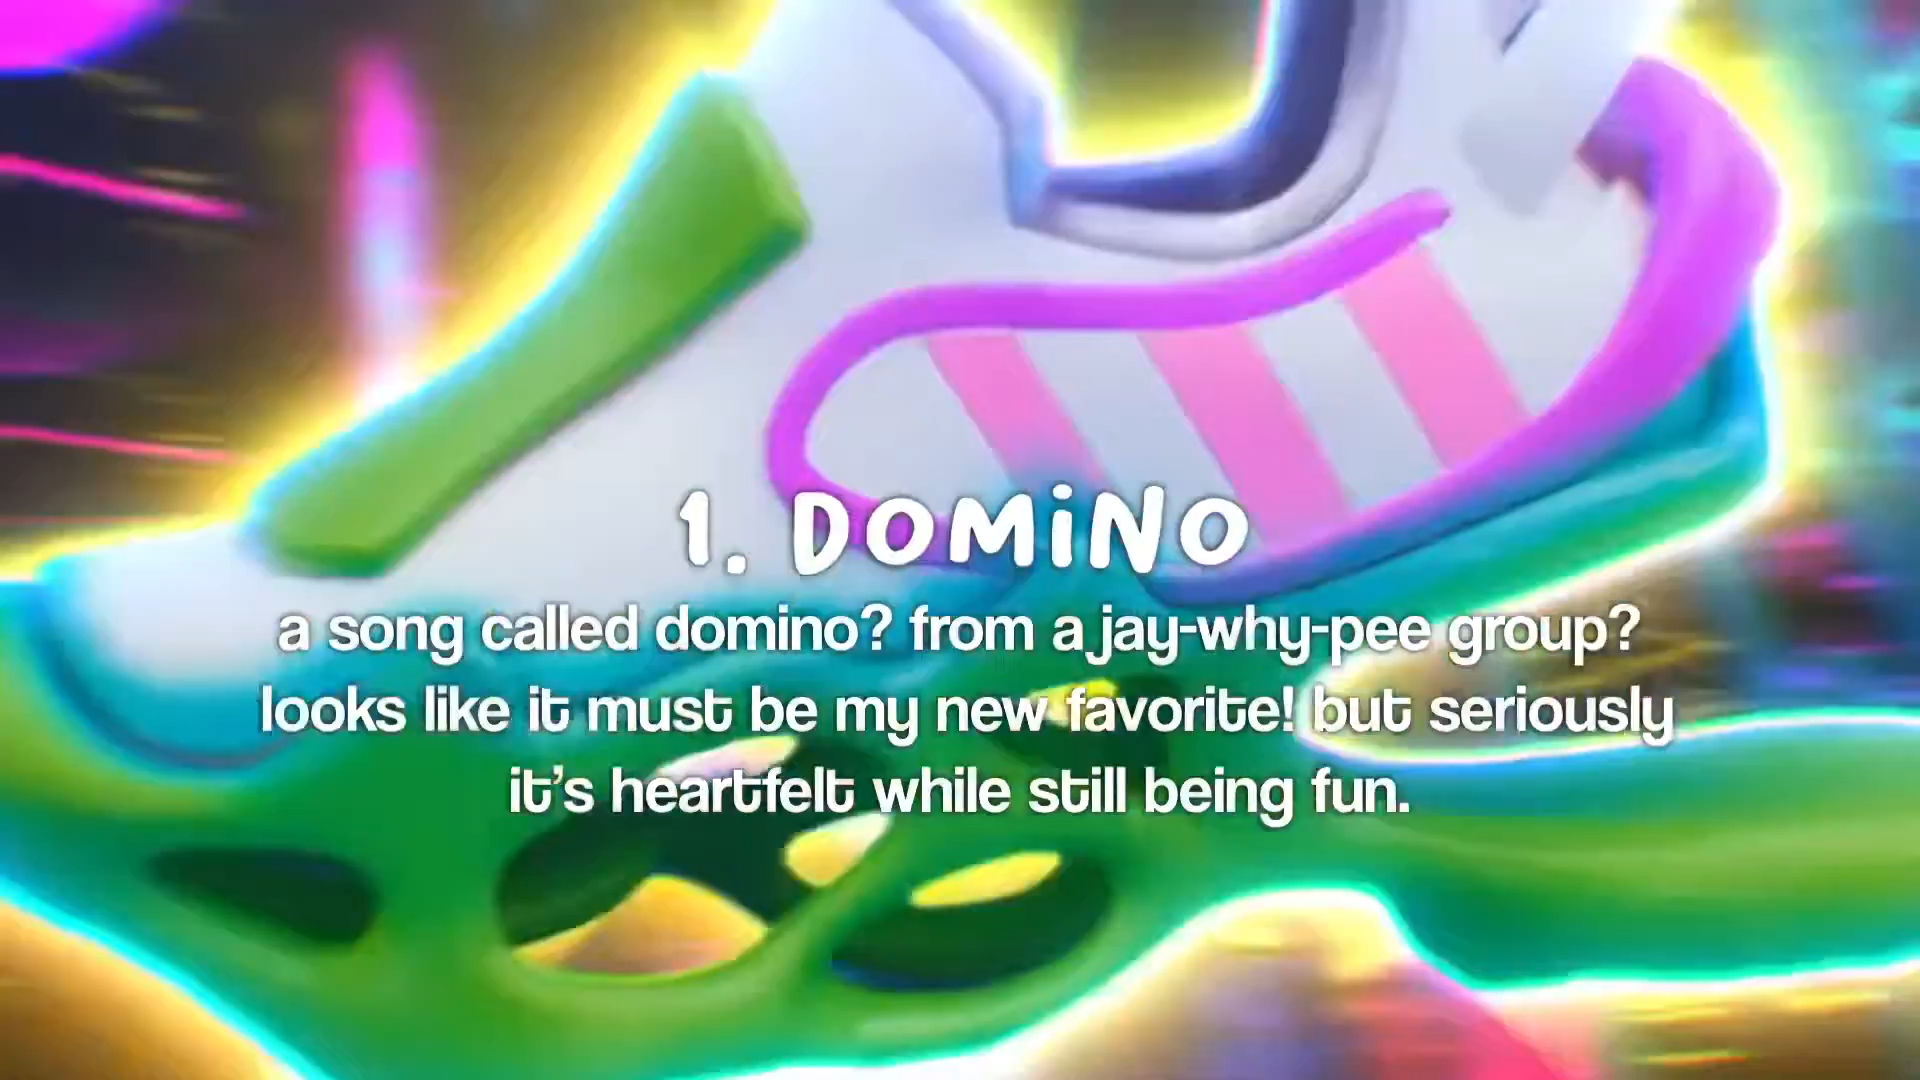 1. DOMiNO
a song called domino? from a jay-why-pee group?
looks like it must be my new favorite! but seriously
it's heartfelt while still being fun.